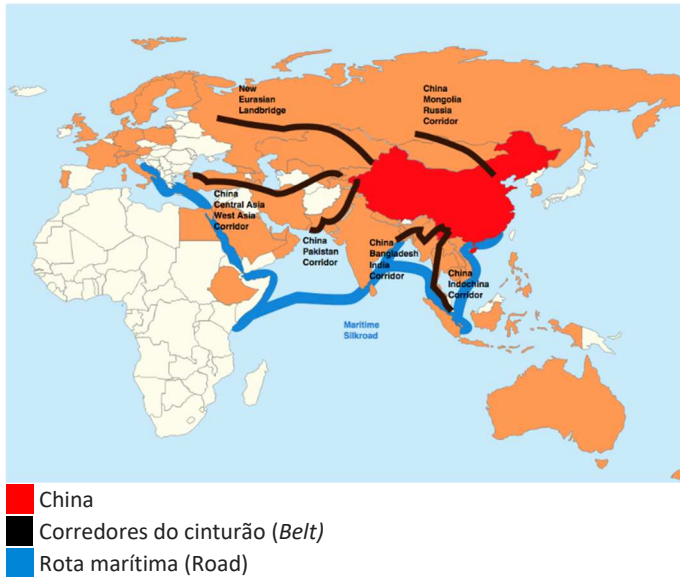 New
Eurasian
Landbridge
China
Mongolia
Russia
Corridor
China
Central Asia
West Asia
Corridor
China
Pakistan
Corridor
China
Bangladesh
India
Corridor
China
Indochina
Corridor
Maritime
Silkroad
China
Corredores do cinturão (Belt)
Rota marítima (Road)